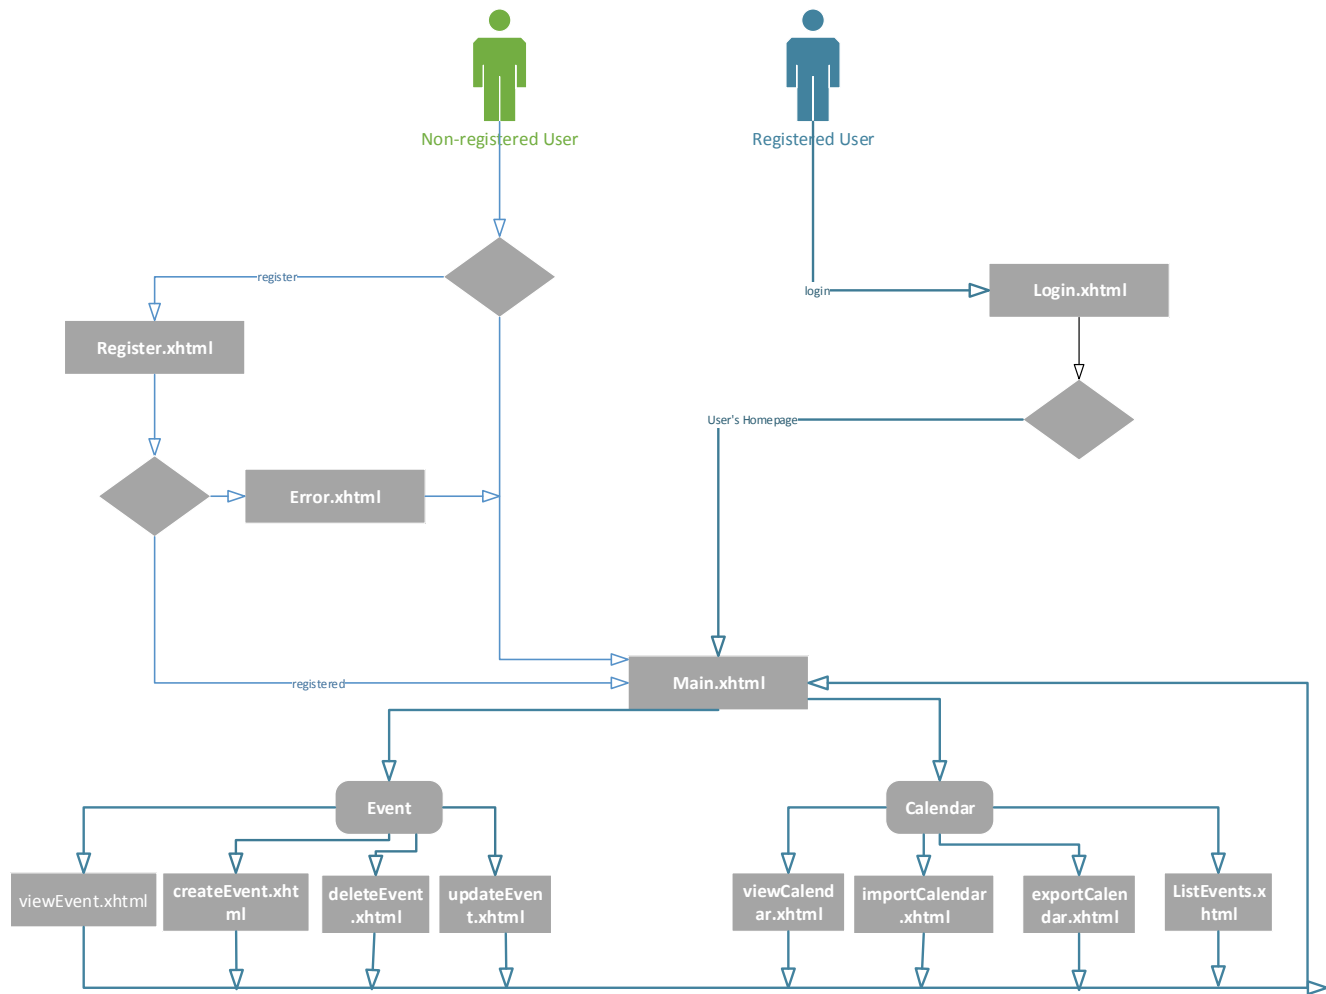 Non-registered User
Registered User
register
login
Login.xhtml
Register.xhtml
User's Homepage
Error.xhtml
registered
Main.xhtml
Event
Calendar
viewEvent.xhtml
createEvent.xht
ml
deleteEvent
.xhtml
updateEven
t.xhtml
viewCalend
ar.xhtml
importCalendar
.xhtml
exportCalen
dar.xhtml
ListEvents.x
html